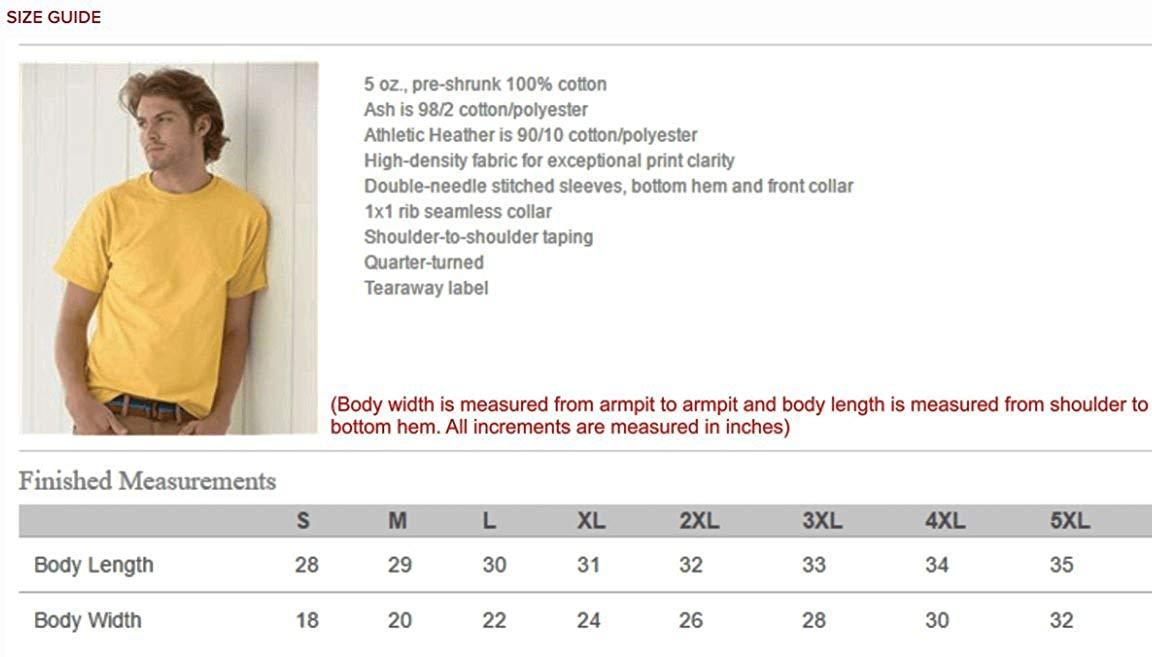 SIZE GUIDE
5 oz., pre-shrunk 100% cotton
Ash is 98/2 cotton/polyester
Athletic Heather is 90/10 cotton/polyester
High-density fabric for exceptional print clarity
Double-needle stitched sleeves, bottom hem and front collar
1x1 rib seamless collar
Shoulder-to-shoulder taping
Quarter-turned
Tearaway label
(Body width is measured from armpit to armpit and body length is measured from shoulder to
bottom hem. All increments are measured in inches)
Finished Measurements
S M L XL 2XL 3XL 4XL 5XL
Body Length 28 29 30 31 32 33 34 35
Body Width 18 20 22 24 26 28 30 32